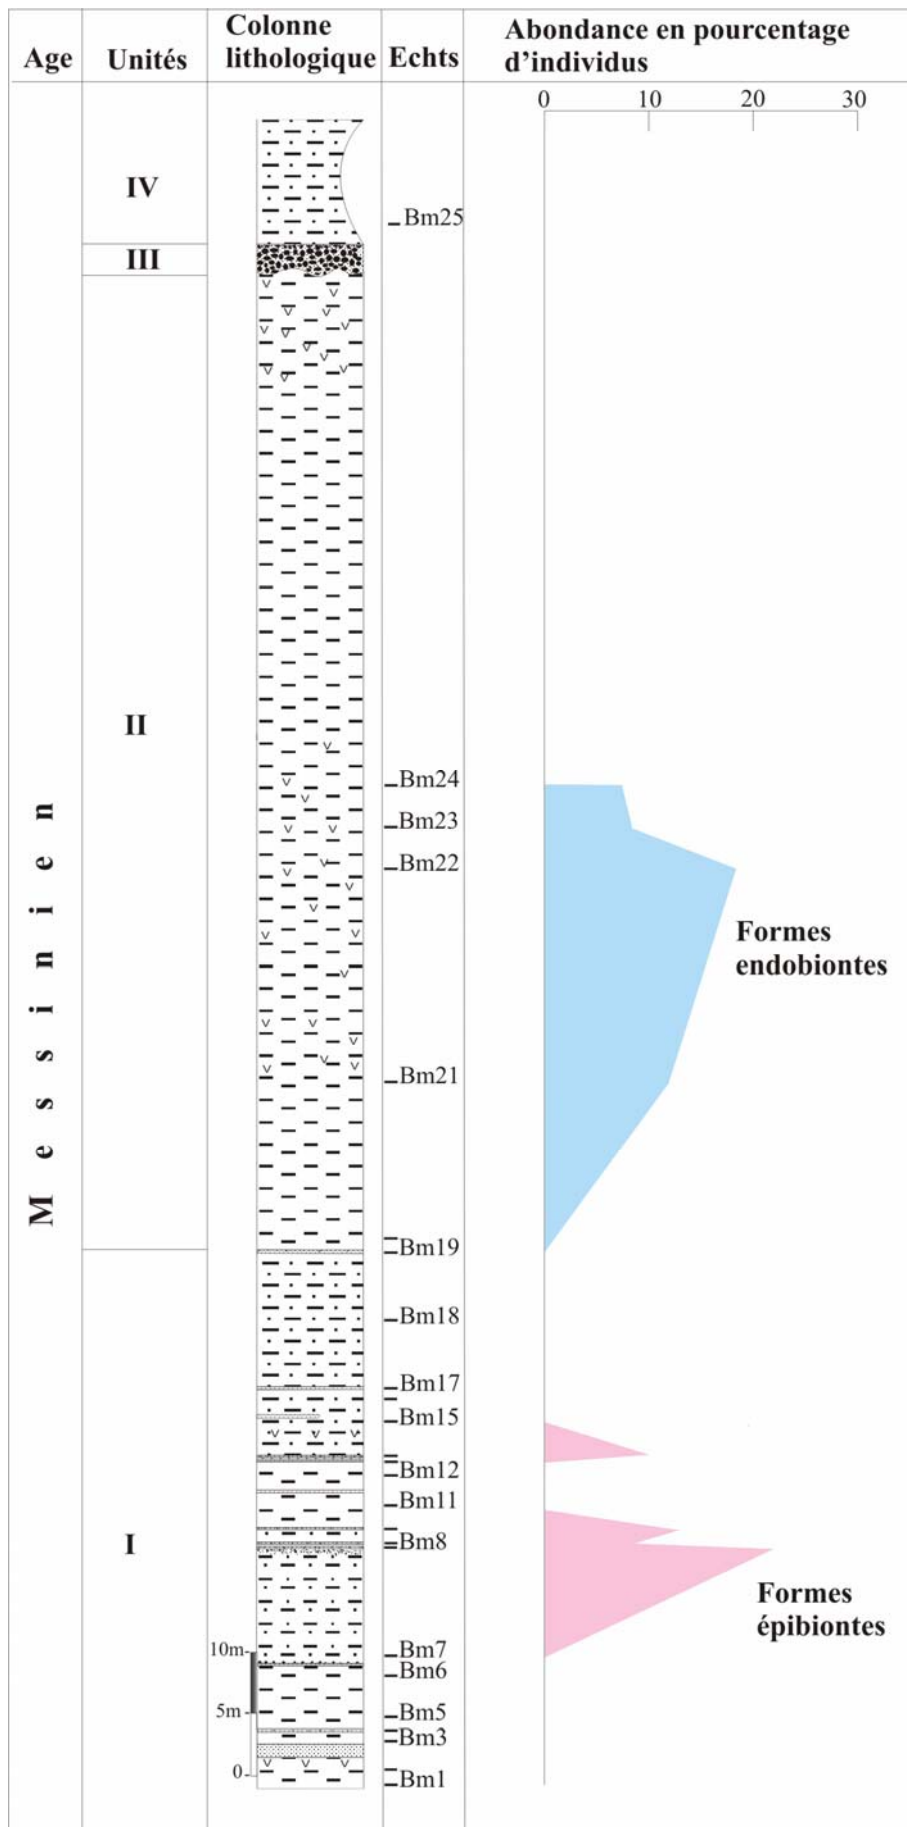 Age
Unités
Colonne
lithologique
Echts
Abondance en pourcentage
d'individus
0 10 20 30
IV
Bm25
III
II
Bm24
Bm23
Bm22
Formes
endobiontes
Messinien
Bm21
Bm19
Bm18
Bm17
Bm15
Bm12
Bm11
I
Bm8
Formes
épibiontes
10m-
Bm7
Bm6
5m
Bm5
Bm3
0-
Bm1